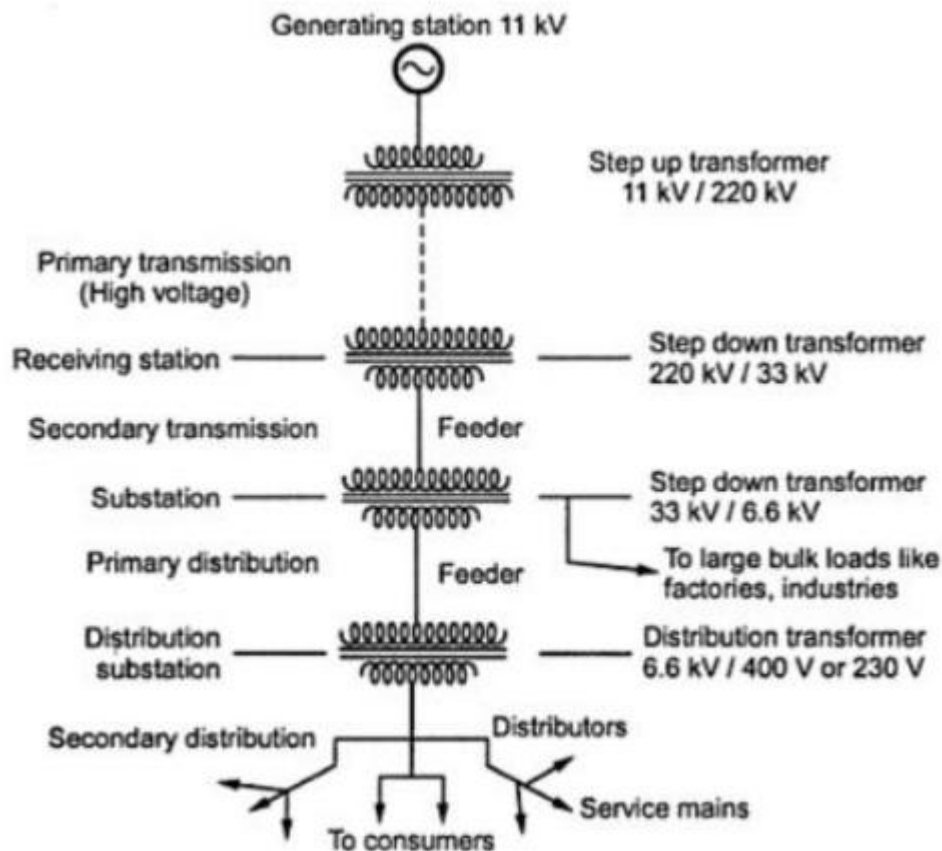 Generating station 11 kV
Step up transformer
11 kV / 220 kV
Primary transmission
(High voltage)
Receiving station
Step down transformer
220 kV / 33 kV
Secondary transmission
Feeder
Substation
Step down transformer
33 kV / 6.6 kV
Primary distribution
Feeder
To large bulk loads like
factories, industries
Distribution
substation
Distribution transformer
6.6 kV / 400 V or 230 V
Secondary distribution
Distributors
Service mains
To consumers